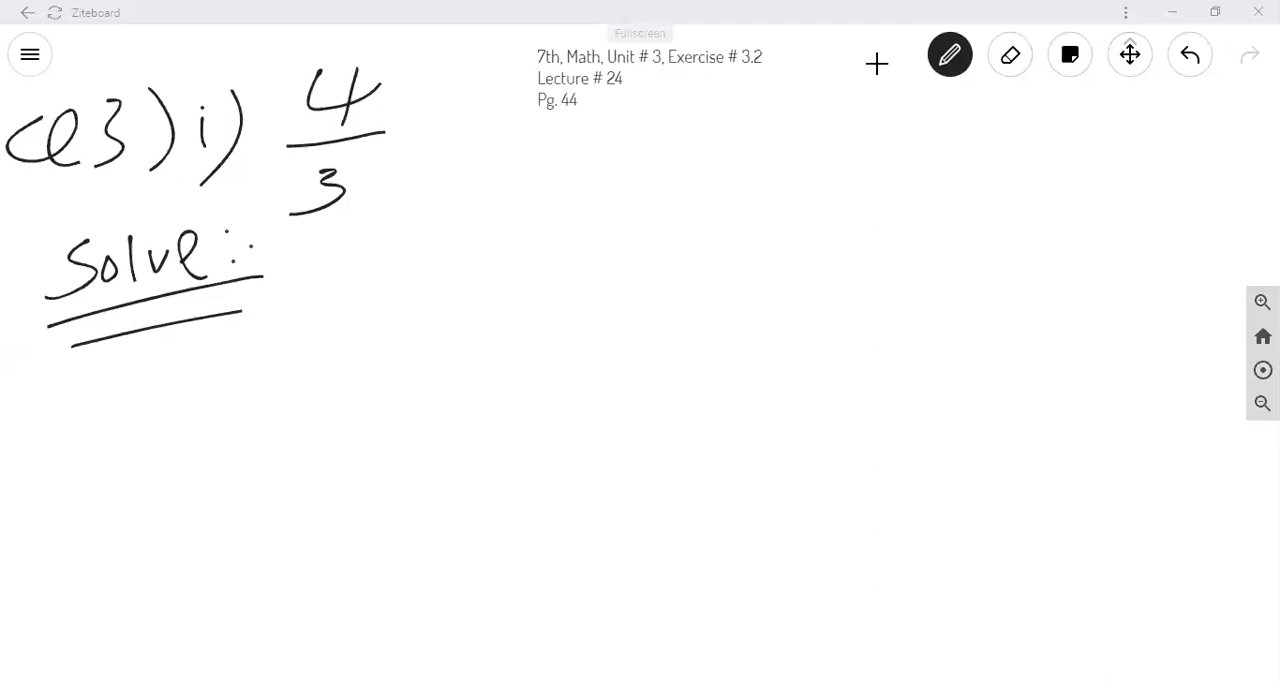 Ziteboard
Fullscreen
7th, Math, Unit # 3, Exercise # 3.2
Lecture # 24
Pg. 44
Q3) i) 4/3
Solve: